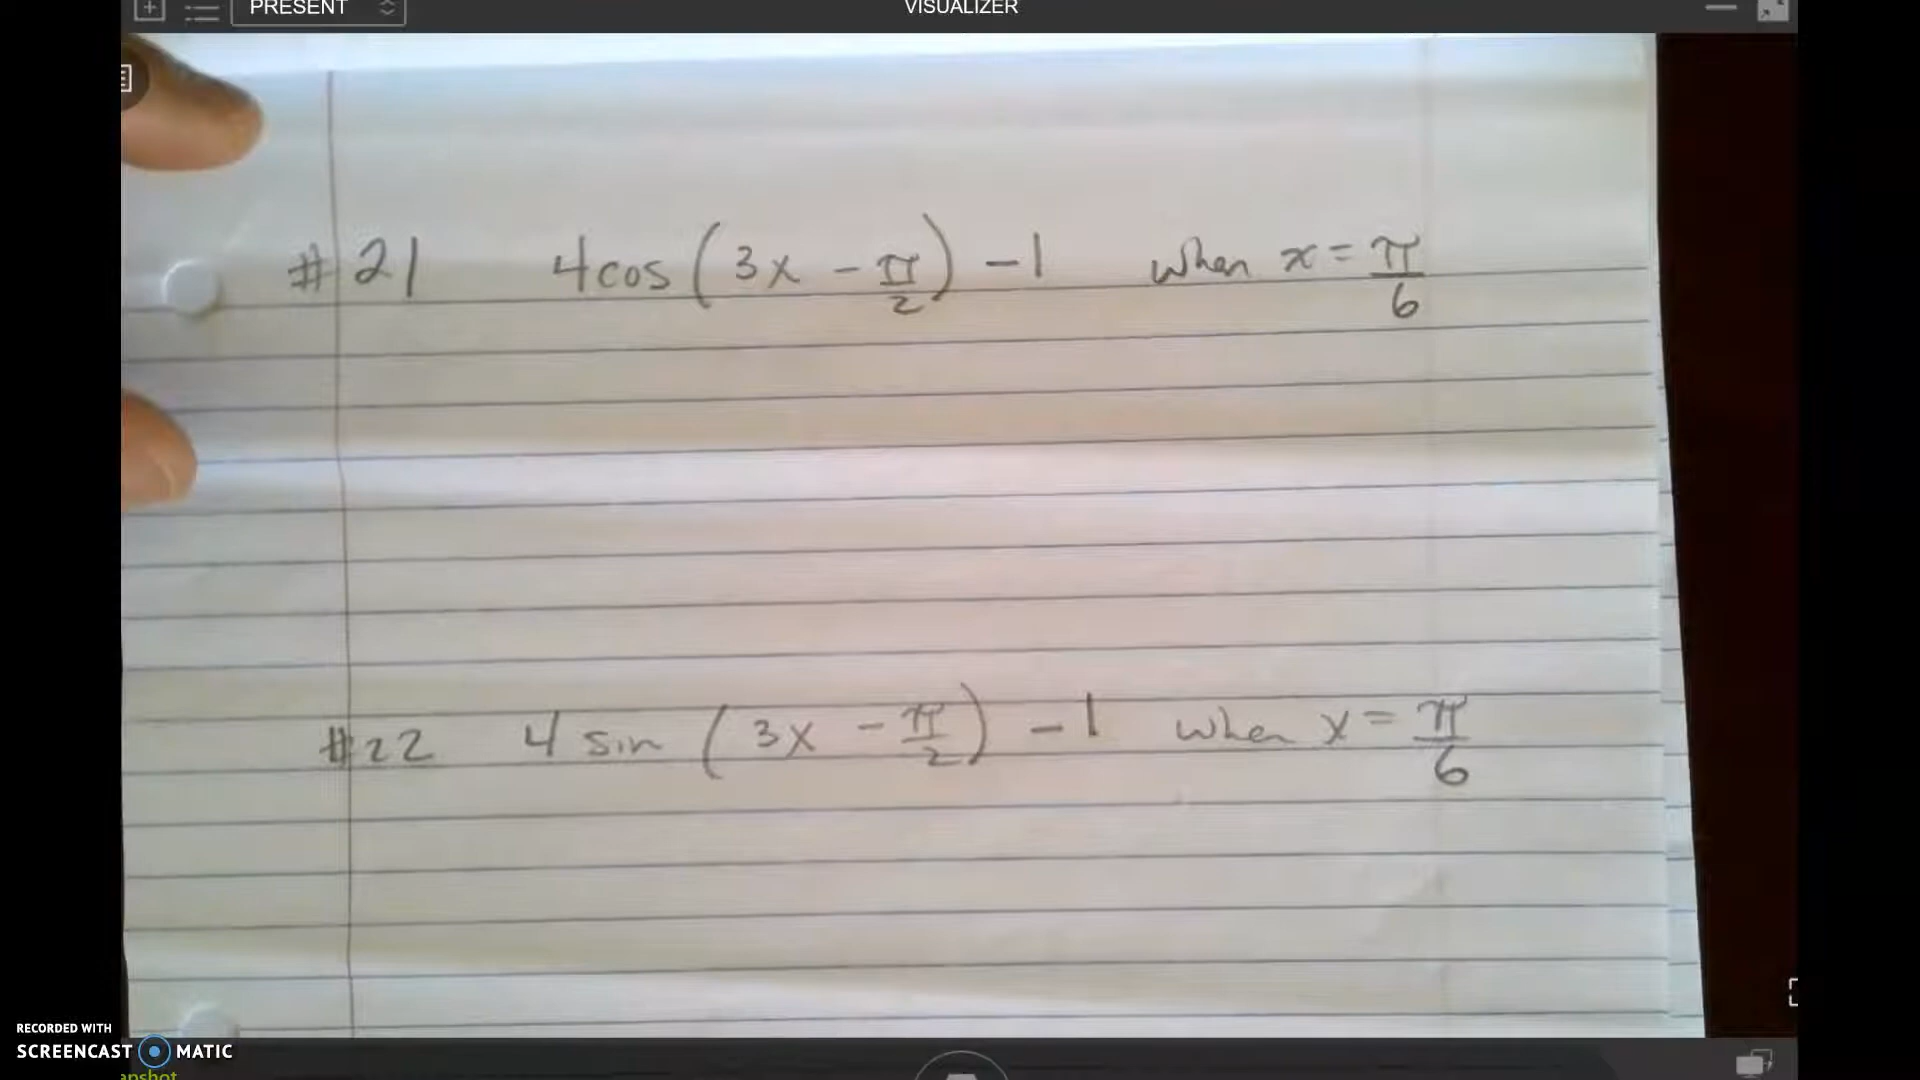 PRESENT
VISUALIZER
#21 4cos(3x - π/2) - 1 when x = π/6
#22 4 sin (3x - π/2) - 1 when x = π/6
RECORDED WITH
SCREENCAST MATIC
apshot